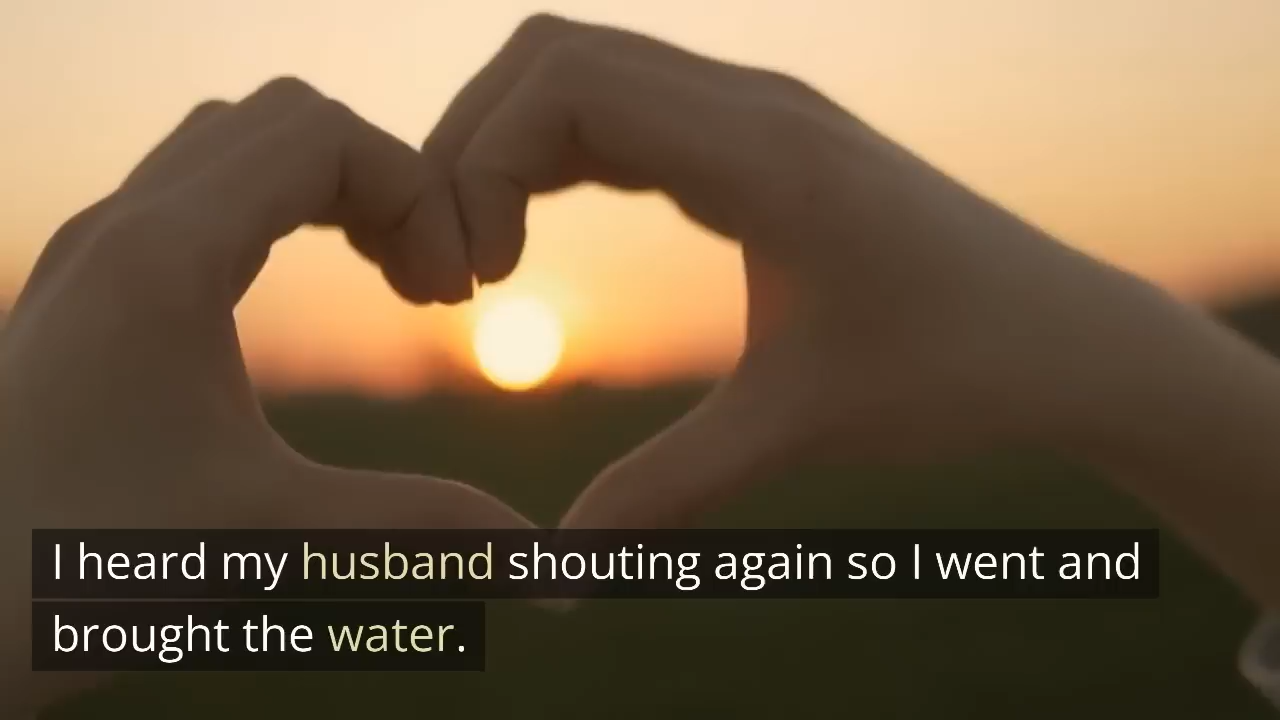 I heard my husband shouting again so I went and
brought the water.